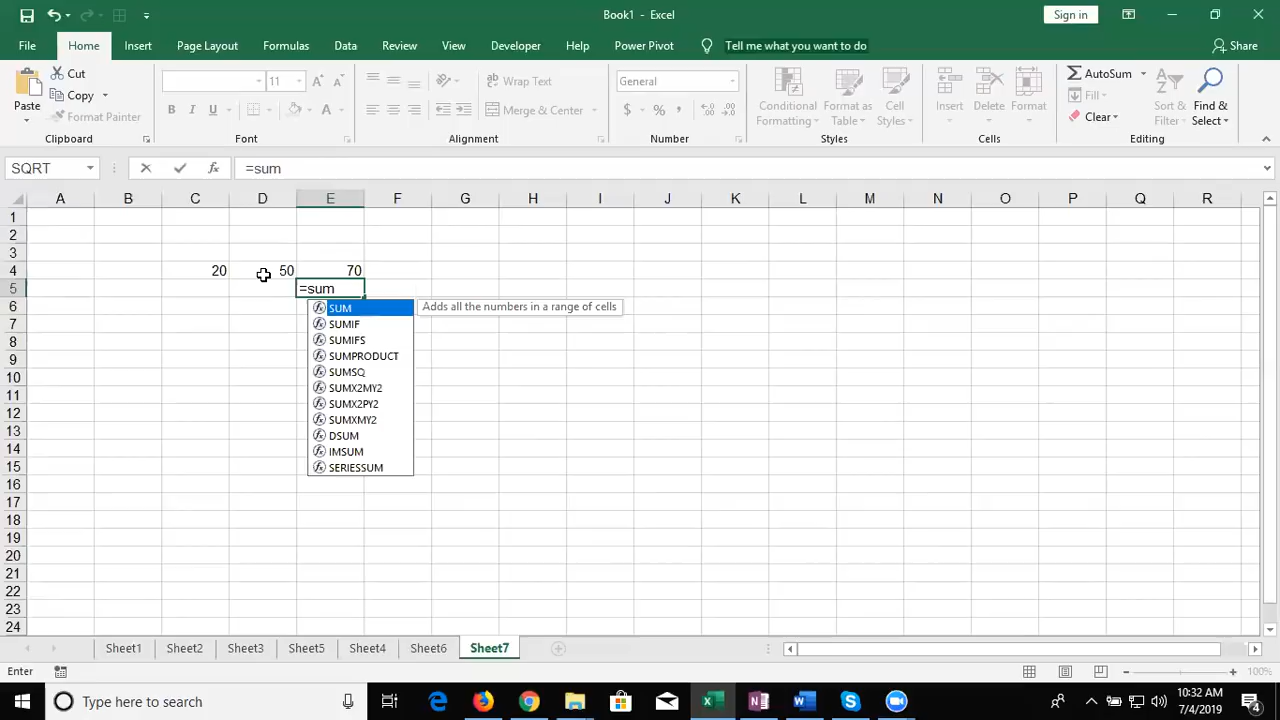 Book1 - Excel
Sign in
File Home Insert Page Layout Formulas Data Review View Developer Help Power Pivot Tell me what you want to do Share
Paste
Cut
Copy
Format Painter
11
Wrap Text
Merge & Center
General
Conditional Formatting
Format as Table
Cell Styles
Insert
Delete
Format
AutoSum
Fill
Clear
Sort & Filter
Find & Select
Clipboard Font Alignment Number Styles Cells Editing
SQRT fx =sum
A B C D E F G H I J K L M N O P Q R
1
2
3
4 20 50 70
5 =sum
6 SUM Adds all the numbers in a range of cells
7 SUMIF
8 SUMIFS
9 SUMPRODUCT
10 SUMSQ
11 SUMX2MY2
12 SUMX2PY2
13 SUMXMY2
14 DSUM
15 IMSUM
16 SERIESSUM
17
18
19
20
21
22
23
24
Sheet1 Sheet2 Sheet3 Sheet5 Sheet4 Sheet6 Sheet7
Enter 100%
Type here to search
10:32 AM
7/4/2019
4